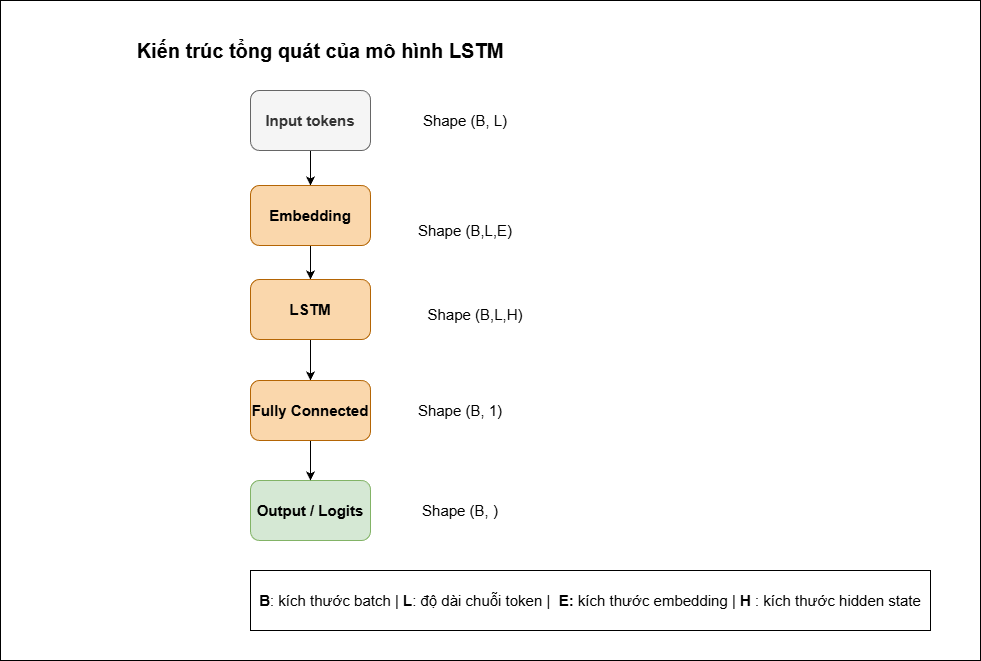 Kiến trúc tổng quát của mô hình LSTM
Input tokens
Shape (B, L)
Embedding
Shape (B,L,E)
LSTM
Shape (B,L,H)
Fully Connected
Shape (B, 1)
Output / Logits
Shape (B, )
B: kích thước batch | L: độ dài chuỗi token | E: kích thước embedding | H : kích thước hidden state